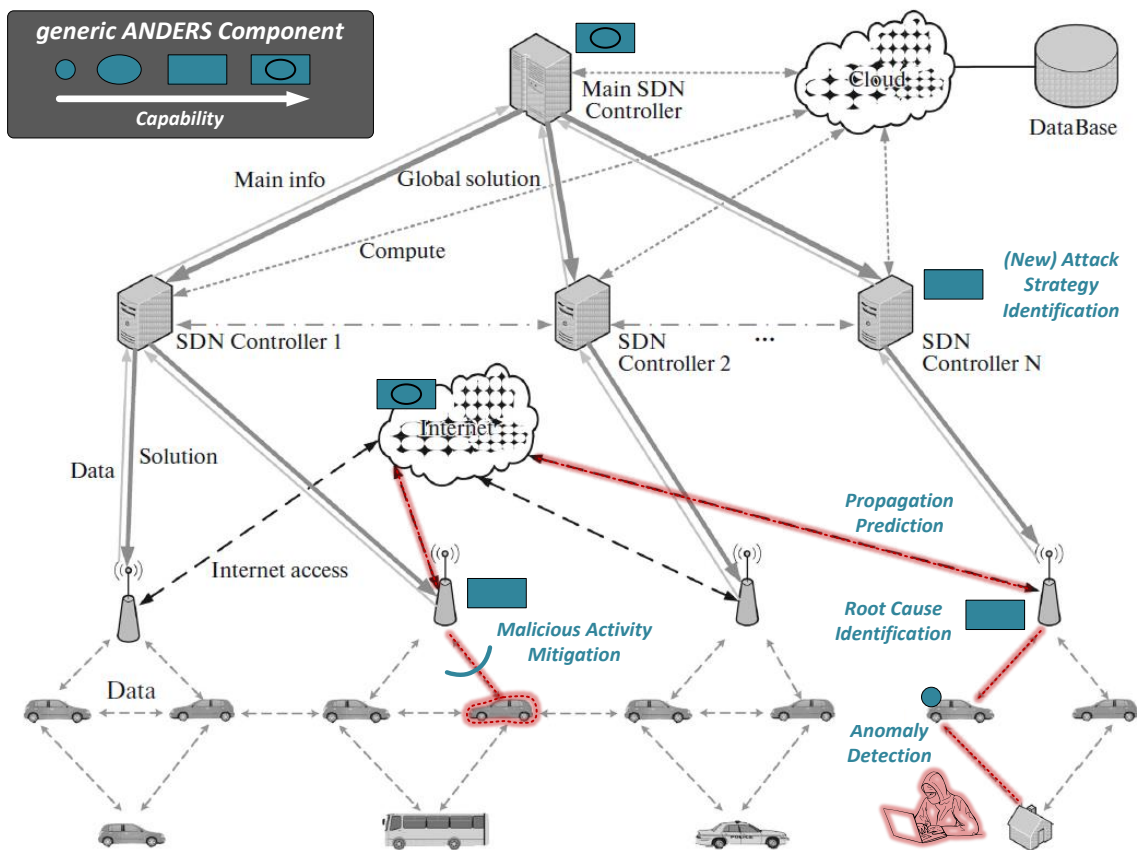 generic ANDERS Component
Capability
Main SDN
Controller
Cloud
DataBase
Main info
Global solution
Compute
(New) Attack
Strategy
Identification
SDN Controller 1
SDN
Controller 2
...
SDN
Controller N
Internet
Data
Solution
Propagation
Prediction
Internet access
Root Cause
Identification
Malicious Activity
Mitigation
Data
Anomaly
Detection
POLICE